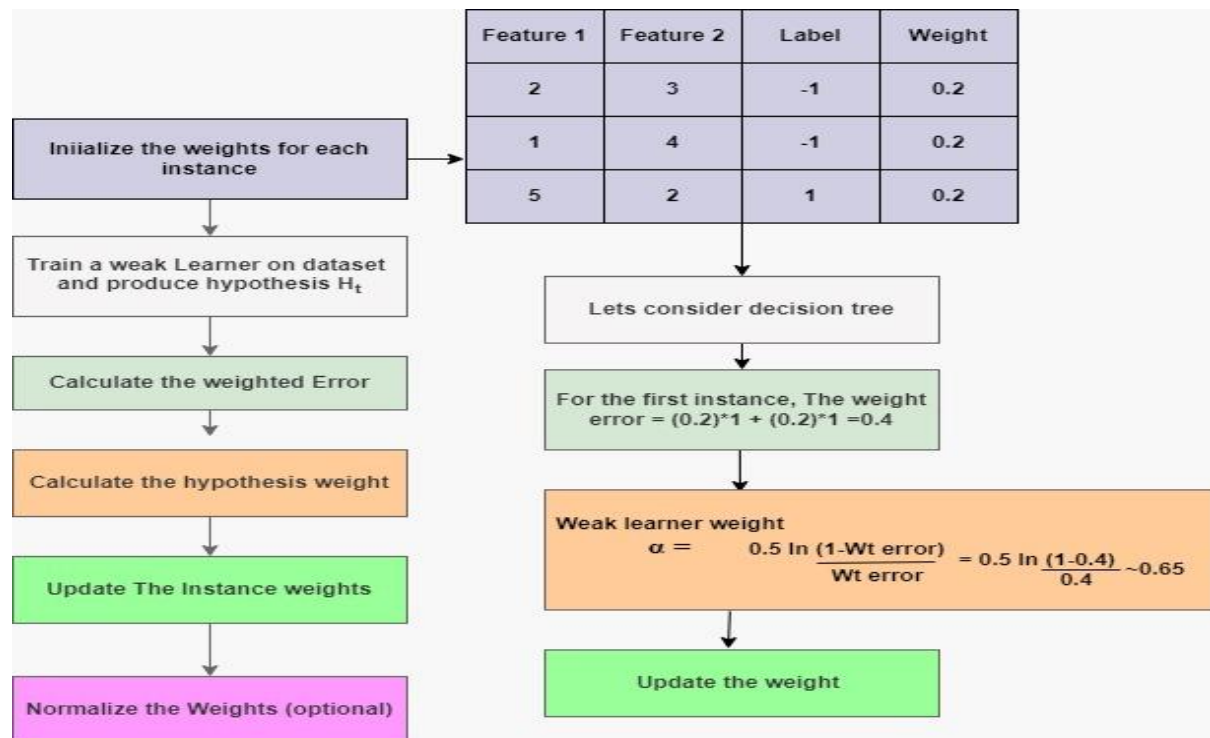 Feature 1 Feature 2 Label Weight
2 3 -1 0.2
1 4 -1 0.2
5 2 1 0.2
Iniialize the weights for each
instance
Train a weak Learner on dataset
and produce hypothesis Hₜ
Calculate the weighted Error
Calculate the hypothesis weight
Update The Instance weights
Normalize the Weights (optional)
Lets consider decision tree
For the first instance, The weight
error = (0.2)*1 + (0.2)*1 =0.4
Weak learner weight
α = 0.5 ln (1-Wt error) / Wt error = 0.5 ln (1-0.4) / 0.4 ~0.65
Update the weight